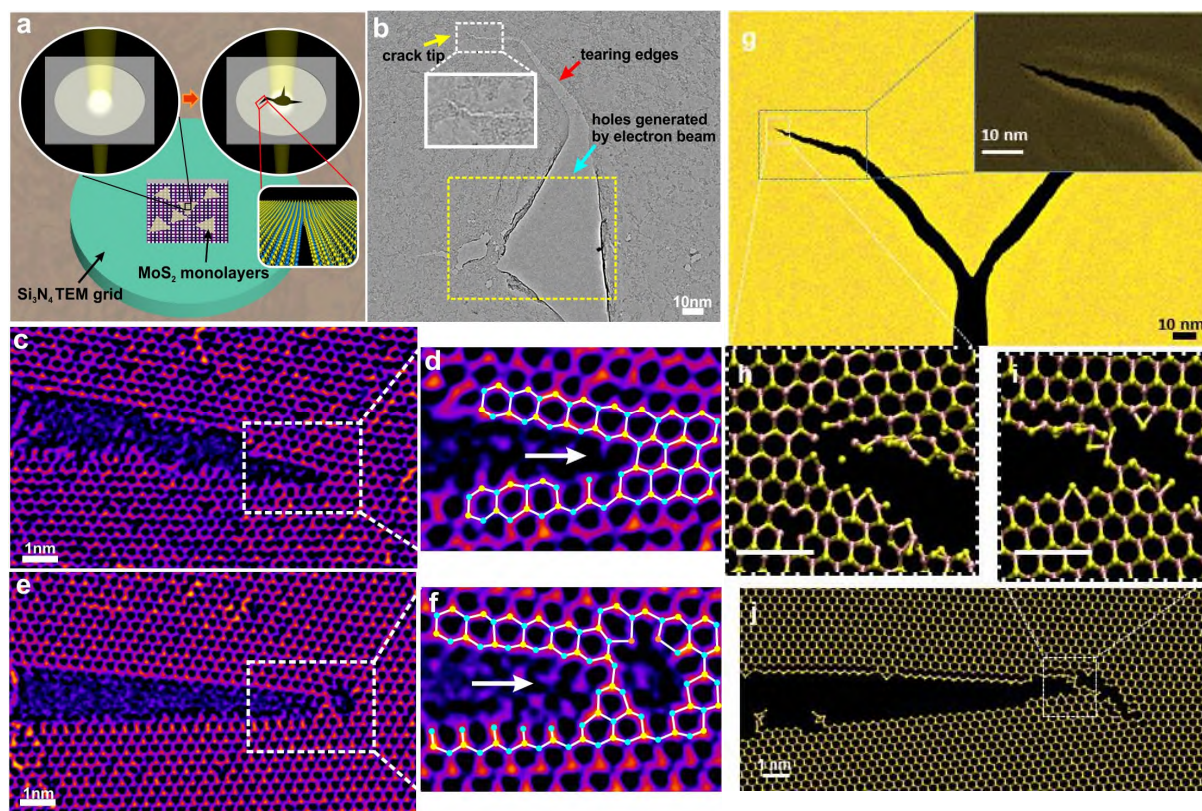 a
MoS₂ monolayers
Si₃N₄ TEM grid
b
crack tip
tearing edges
holes generated
by electron beam
10nm
g
10 nm
10 nm
c
1nm
d
h
i
e
1nm
f
j
1 nm